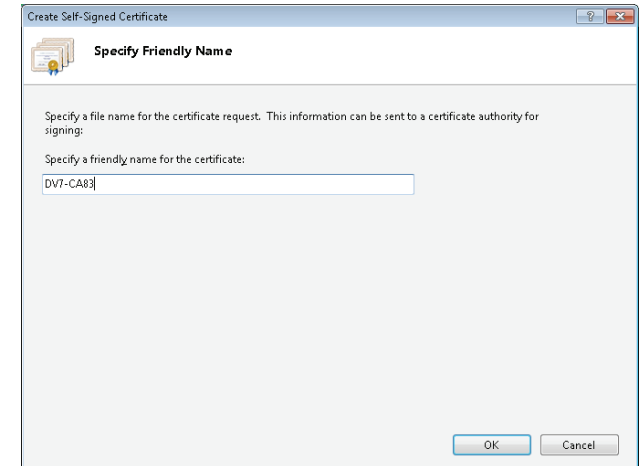 Create Self-Signed Certificate
Specify Friendly Name
Specify a file name for the certificate request.  This information can be sent to a certificate authority for
signing:
Specify a friendly name for the certificate:
DV7-CA83
OK
Cancel